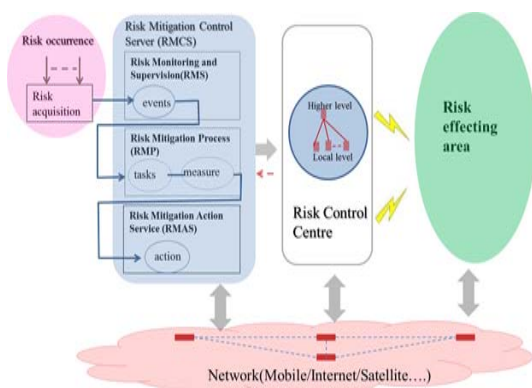 Risk occurrence
Risk
acquisition
Risk Mitigation Control
Server (RMCS)
Risk Monitoring and
Supervision(RMS)
events
Risk Mitigation Process
(RMP)
tasks
measure
Risk Mitigation Action
Service (RMAS)
action
Higher level
Local level
Risk Control
Centre
Risk
effecting
area
Network(Mobile/Internet/Satellite....)